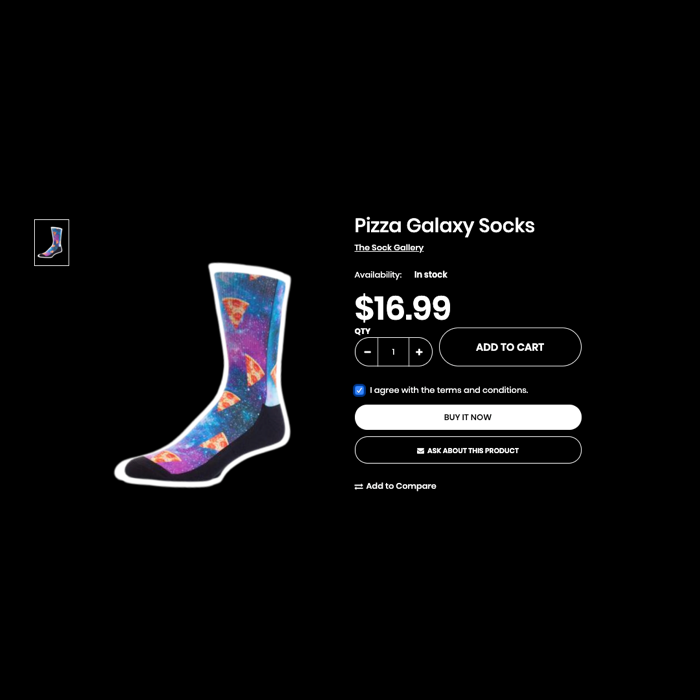 Pizza Galaxy Socks
The Sock Gallery
Availability: In stock
$16.99
QTY
− 1 + ADD TO CART
I agree with the terms and conditions.
BUY IT NOW
ASK ABOUT THIS PRODUCT
Add to Compare